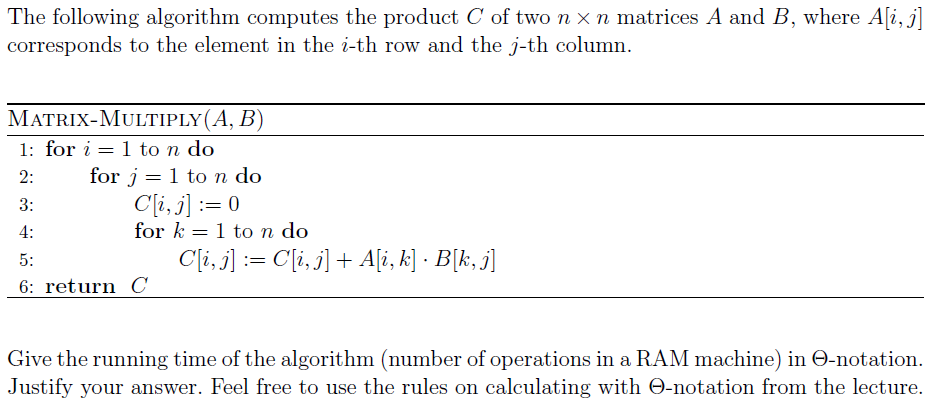 The following algorithm computes the product C of two n × n matrices A and B, where A[i, j]
corresponds to the element in the i-th row and the j-th column.
MATRIX-MULTIPLY(A, B)
1: for i = 1 to n do
2: for j = 1 to n do
3: C[i, j] := 0
4: for k = 1 to n do
5: C[i, j] := C[i, j] + A[i, k] · B[k, j]
6: return C
Give the running time of the algorithm (number of operations in a RAM machine) in Θ-notation.
Justify your answer. Feel free to use the rules on calculating with Θ-notation from the lecture.